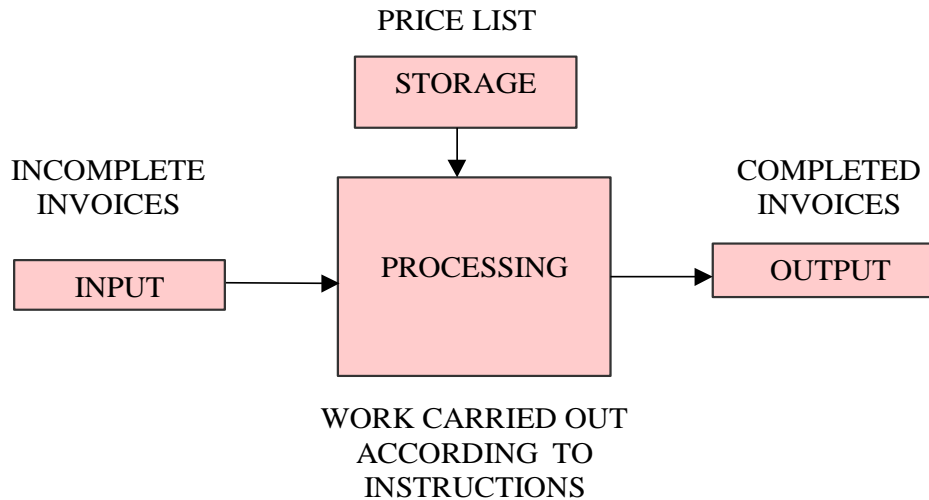 PRICE LIST
STORAGE
INCOMPLETE
INVOICES
INPUT
PROCESSING
COMPLETED
INVOICES
OUTPUT
WORK CARRIED OUT
ACCORDING TO
INSTRUCTIONS